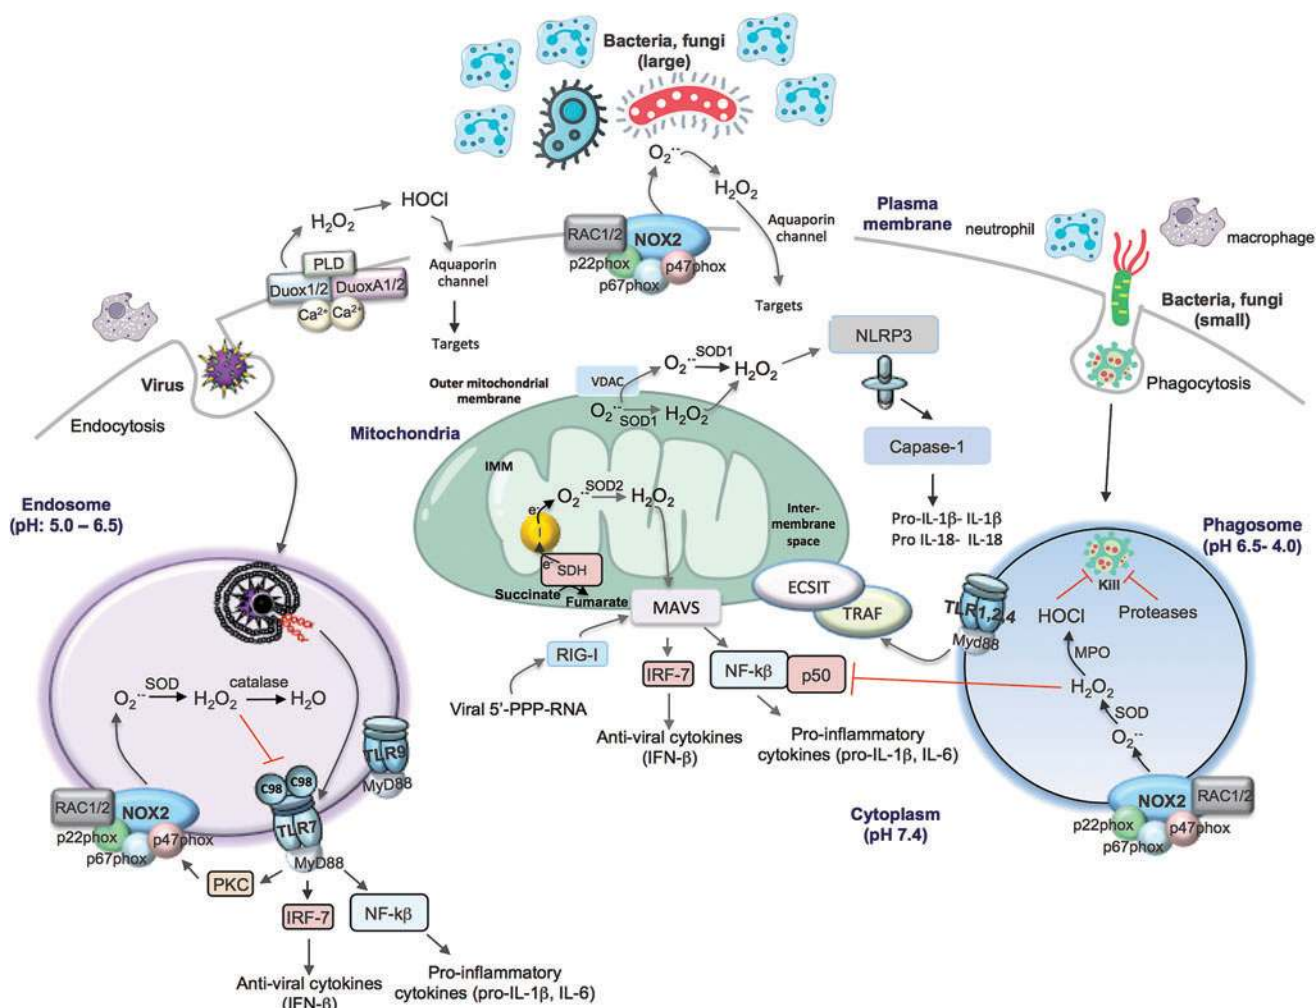 Bacteria, fungi
(large)
O2·-
H2O2
HOCl
H2O2
RAC1/2
NOX2
p22phox
p47phox
p67phox
Aquaporin
channel
Targets
Plasma
membrane
neutrophil
macrophage
Bacteria, fungi
(small)
Phagocytosis
PLD
Duox1/2
DuoxA1/2
Ca2+
Ca2+
Aquaporin
channel
Targets
Virus
Endocytosis
Outer mitochondrial
membrane
VDAC
O2·-
SOD1
H2O2
O2·-
SOD1
H2O2
NLRP3
Capase-1
Pro-IL-1β- IL-1β
Pro IL-18- IL-18
Mitochondria
IMM
O2·-
SOD2
H2O2
e-
e-
SDH
Succinate
Fumarate
Inter-
membrane
space
MAVS
ECSIT
TRAF
RIG-I
Viral 5'-PPP-RNA
IRF-7
NF-kβ
p50
Anti-viral cytokines
(IFN-β)
Pro-inflammatory
cytokines (pro-IL-1β, IL-6)
Cytoplasm
(pH 7.4)
Endosome
(pH: 5.0 – 6.5)
O2·-
SOD
H2O2
catalase
H2O
C98
C98
TLR7
MyD88
TLR9
MyD88
RAC1/2
NOX2
p22phox
p47phox
p67phox
PKC
IRF-7
NF-kβ
Anti-viral cytokines
(IFN-β)
Pro-inflammatory
cytokines (pro-IL-1β, IL-6)
Phagosome
(pH 6.5- 4.0)
Kill
HOCl
Proteases
TLR1,2,4
Myd88
MPO
H2O2
SOD
O2·-
NOX2
RAC1/2
p22phox
p47phox
p67phox